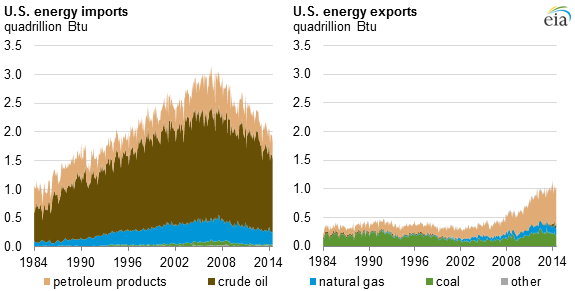 U.S. energy imports
quadrillion Btu
3.5
3.0
2.5
2.0
1.5
1.0
0.5
0.0
1984 1990 1996 2002 2008 2014
U.S. energy exports
quadrillion Btu
eia
3.5
3.0
2.5
2.0
1.5
1.0
0.5
0.0
1984 1990 1996 2002 2008 2014
petroleum products crude oil natural gas coal other